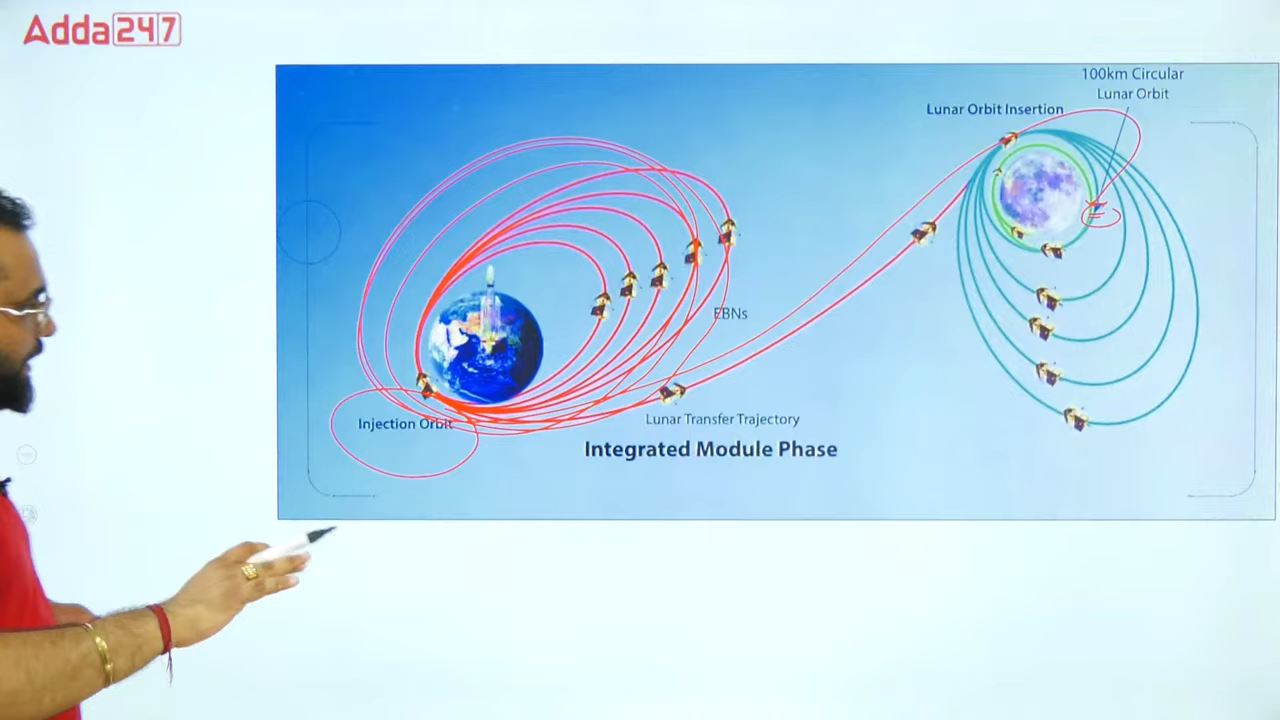 Adda247
100km Circular
Lunar Orbit
Lunar Orbit Insertion
EBNs
Injection Orbit
Lunar Transfer Trajectory
Integrated Module Phase